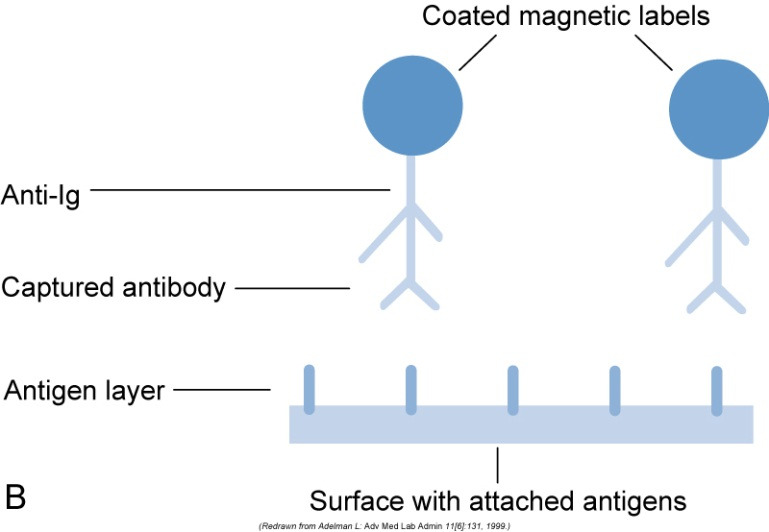 Coated magnetic labels
Anti-Ig
Captured antibody
Antigen layer
Surface with attached antigens
B
(Redrawn from Adelman L: Adv Med Lab Admin 11[6]:131, 1999.)